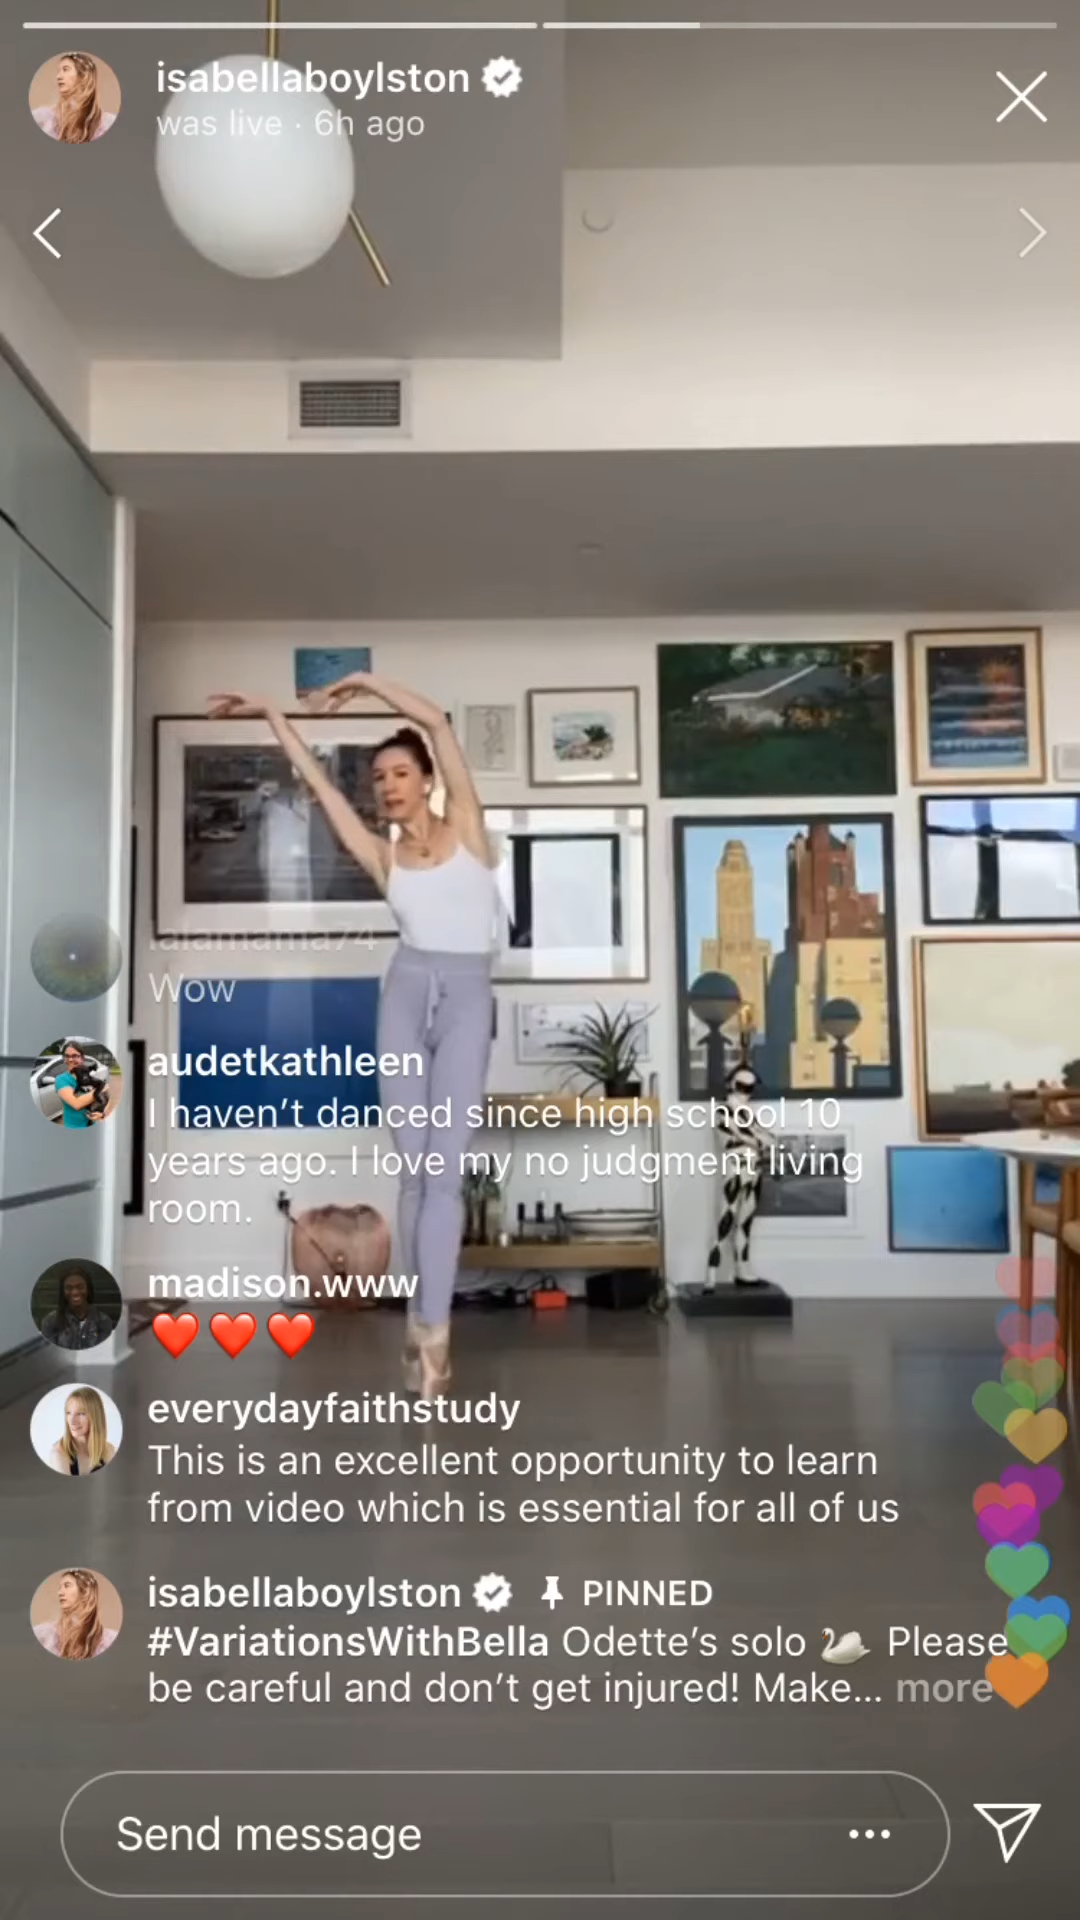 isabellaboylston
was live · 6h ago
lalamama74
Wow
audetkathleen
I haven’t danced since high school 10
years ago. I love my no judgment living
room.
madison.www
❤️❤️❤️
everydayfaithstudy
This is an excellent opportunity to learn
from video which is essential for all of us
isabellaboylston PINNED
#VariationsWithBella Odette’s solo 🦢 Please
be careful and don’t get injured! Make... more
Send message